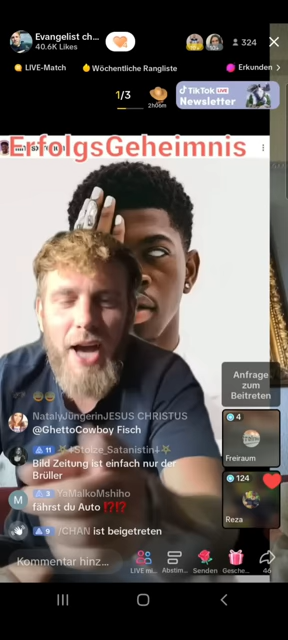 Evangelist ch...
40.6K Likes
324
LIVE-Match
Wöchentliche Rangliste
Erkunden
1/3
2h06m
TikTok LIVE
Newsletter
ErfolgsGeheimnis
Anfrage
zum
Beitreten
4
Freiraum
124
Reza
NatalyJüngerinJESUS CHRISTUS
@GhettoCowboy Fisch
11 Stolze_Satanistin
Bild Zeitung ist einfach nur der
Brüller
M
3 YaMalkoMshiho
fährst du Auto ⁉️⁉️
9 /CHAN ist beigetreten
Kommentar hinz...
LIVE mi...
Abstim...
Senden
Gesche...
46